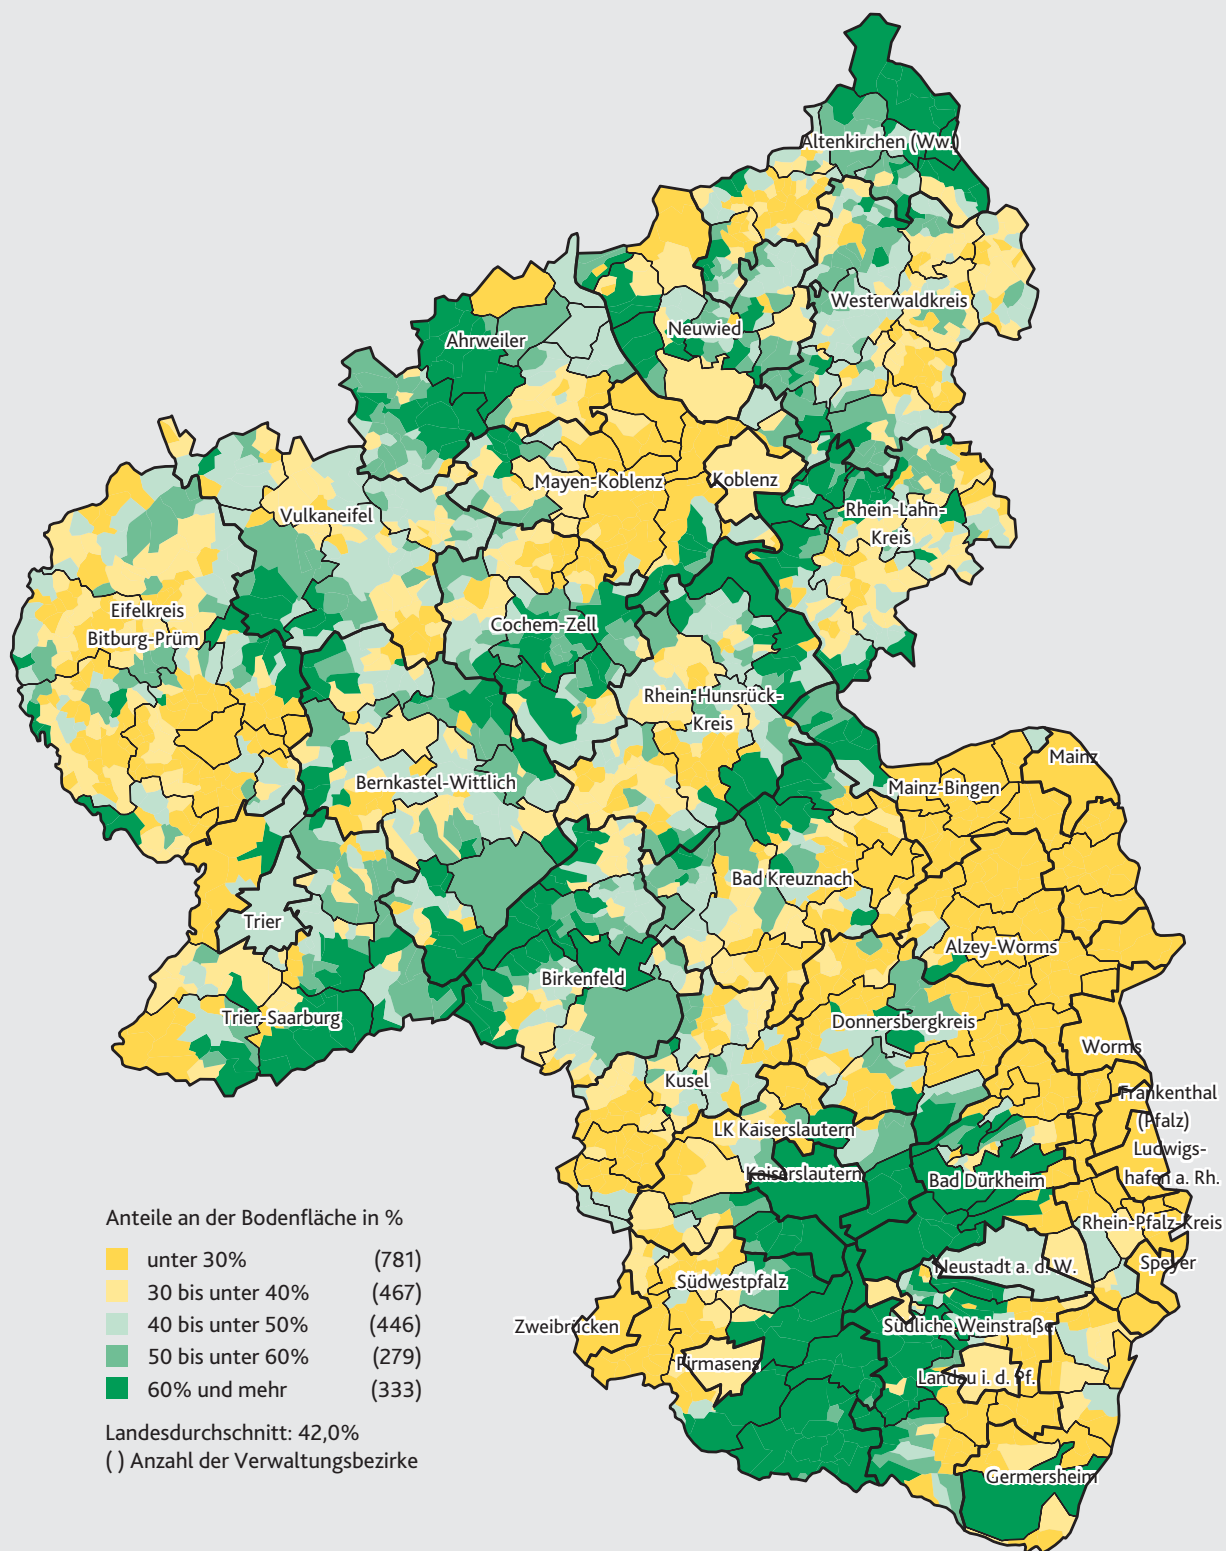 Altenkirchen (Ww.)
Westerwaldkreis
Neuwied
Ahrweiler
Mayen-Koblenz
Koblenz
Rhein-Lahn-
Kreis
Vulkaneifel
Eifelkreis
Bitburg-Prüm
Cochem-Zell
Rhein-Hunsrück-
Kreis
Mainz
Mainz-Bingen
Bernkastel-Wittlich
Bad Kreuznach
Trier
Alzey-Worms
Birkenfeld
Trier-Saarburg
Donnersbergkreis
Worms
Kusel
Frankenthal
(Pfalz)
LK Kaiserslautern
Ludwigs-
hafen a. Rh.
Kaiserslautern
Bad Dürkheim
Rhein-Pfalz-Kreis
Neustadt a. d. W.
Speyer
Südwestpfalz
Zweibrücken
Südliche Weinstraße
Pirmasens
Landau i. d. Pf.
Germersheim
Anteile an der Bodenfläche in %
unter 30% (781)
30 bis unter 40% (467)
40 bis unter 50% (446)
50 bis unter 60% (279)
60% und mehr (333)
Landesdurchschnitt: 42,0%
( ) Anzahl der Verwaltungsbezirke